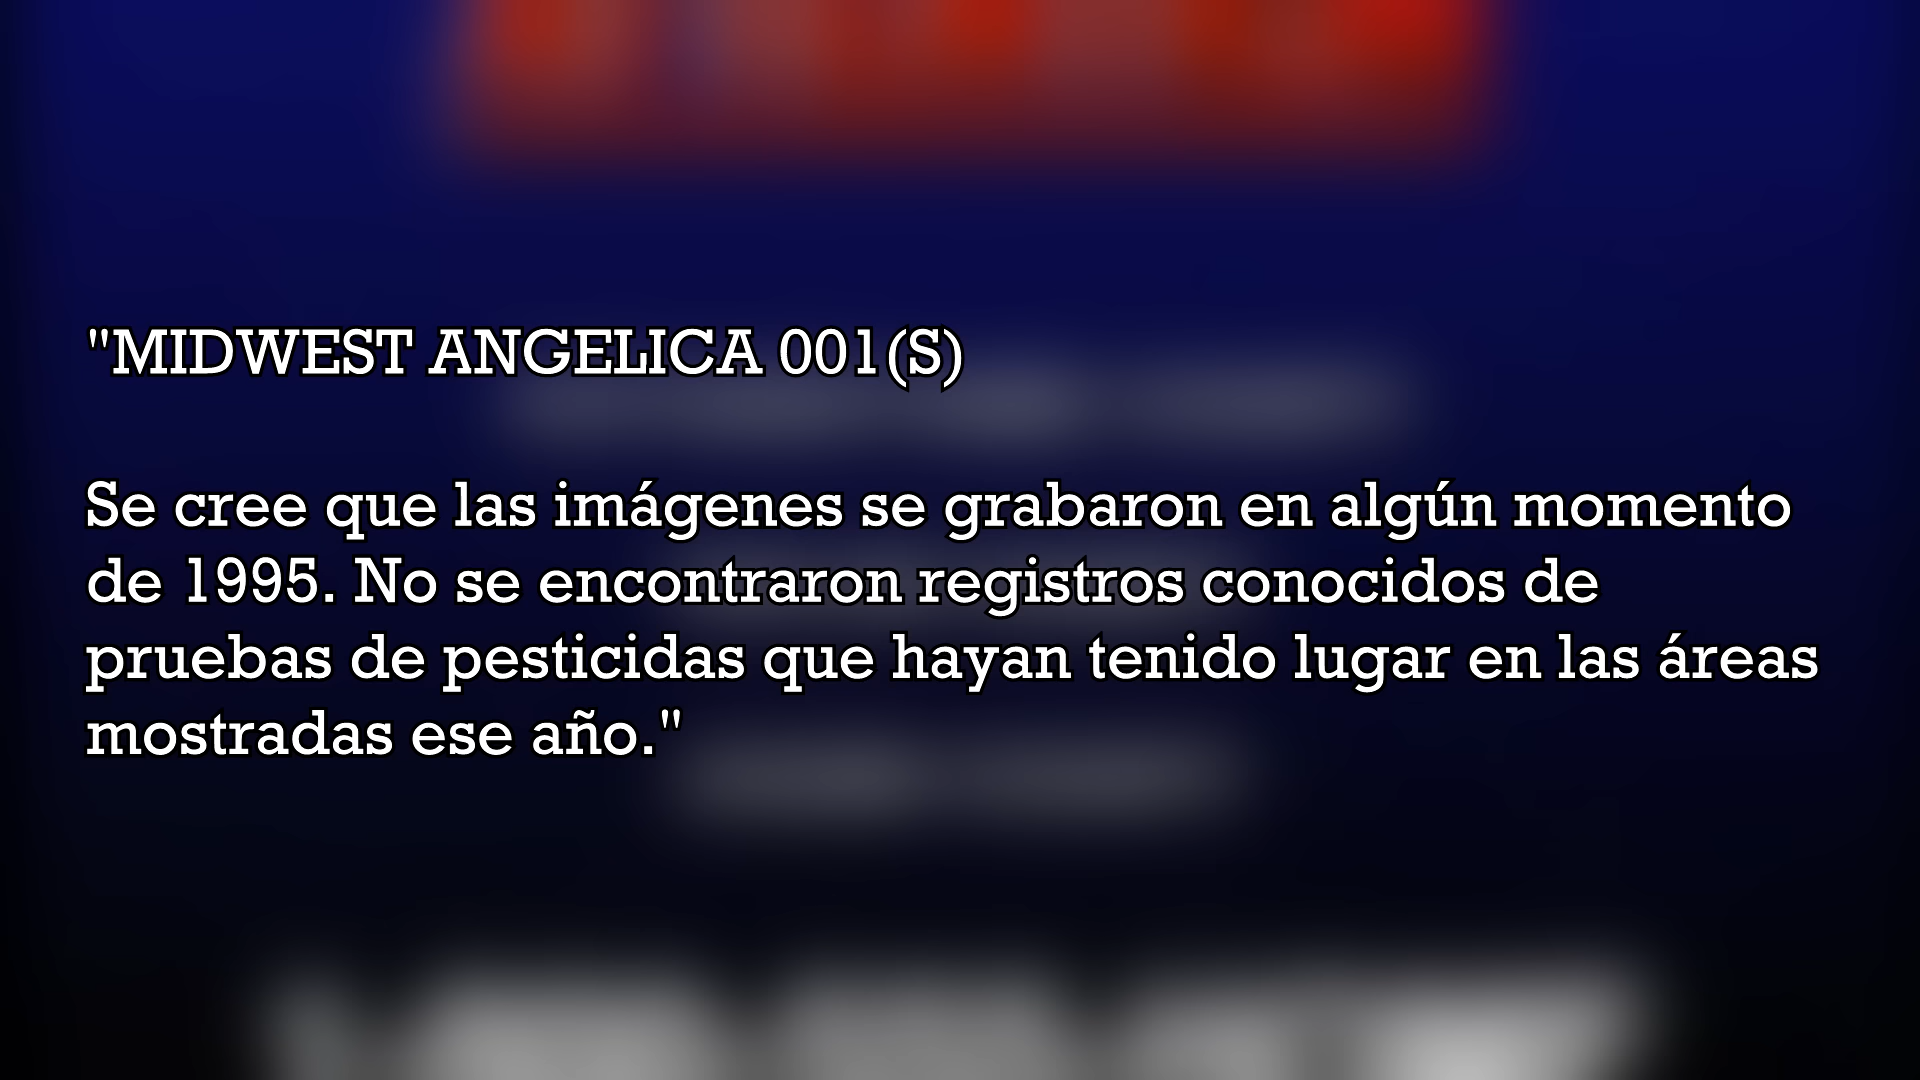 "MIDWEST ANGELICA 001(S)
Se cree que las imágenes se grabaron en algún momento
de 1995. No se encontraron registros conocidos de
pruebas de pesticidas que hayan tenido lugar en las áreas
mostradas ese año."